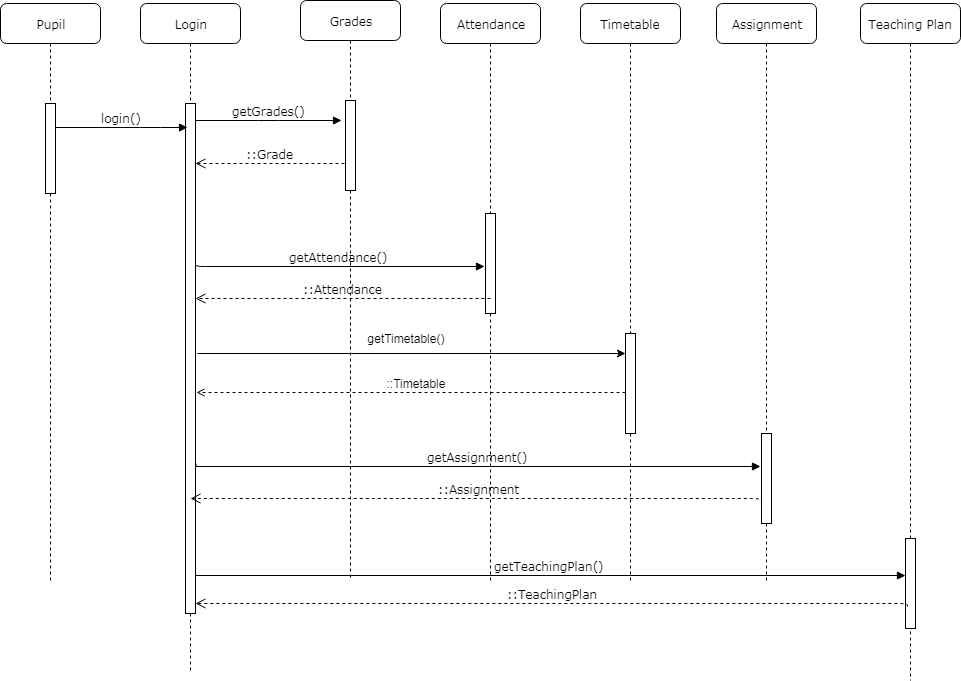 Pupil
Login
Grades
Attendance
Timetable
Assignment
Teaching Plan
login()
getGrades()
::Grade
getAttendance()
::Attendance
getTimetable()
::Timetable
getAssignment()
::Assignment
getTeachingPlan()
::TeachingPlan